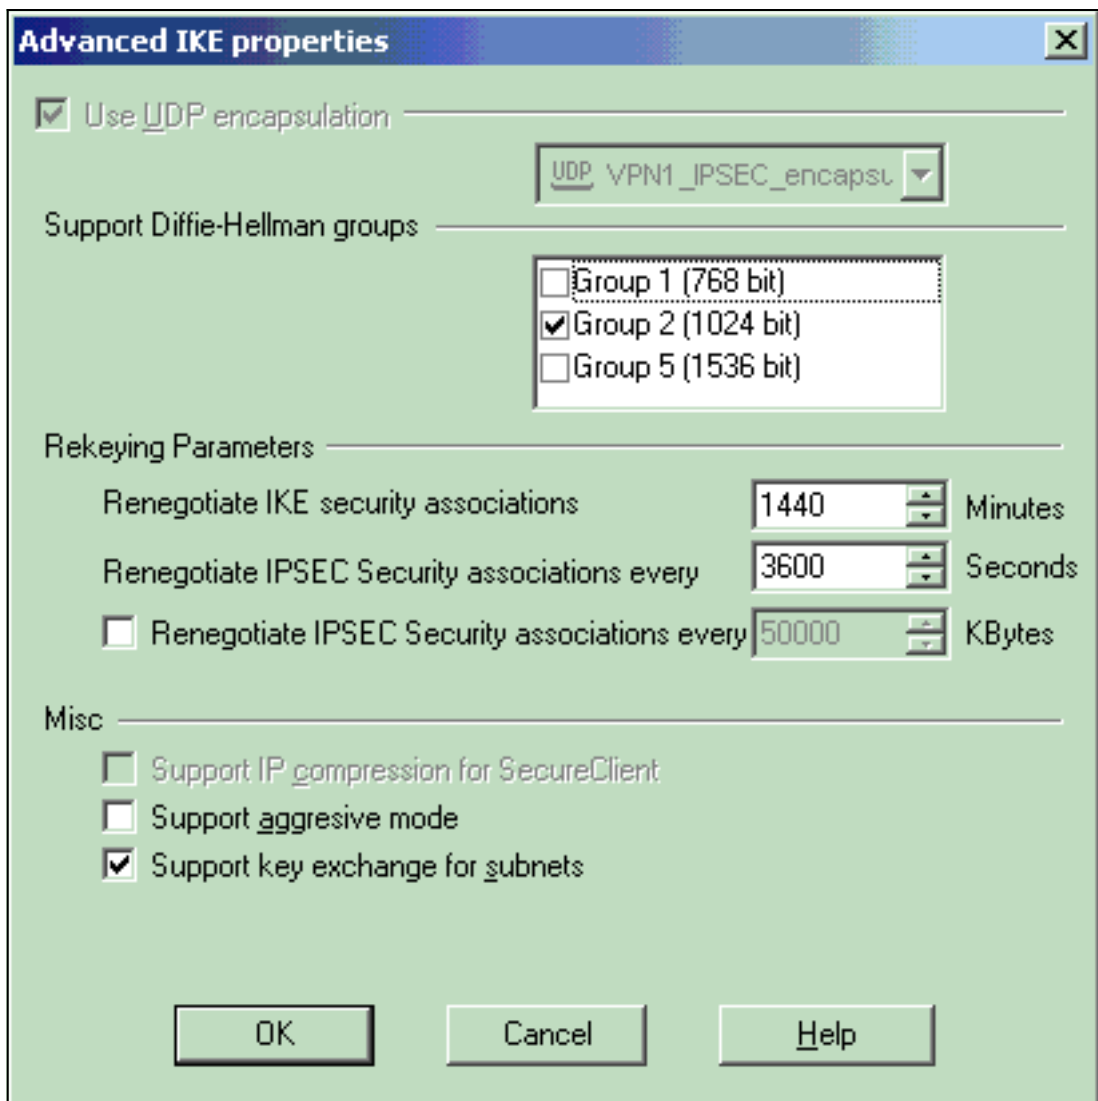 Advanced IKE properties
Use UDP encapsulation
UDP VPN1_IPSEC_encapsu
Support Diffie-Hellman groups
Group 1 (768 bit)
Group 2 (1024 bit)
Group 5 (1536 bit)
Rekeying Parameters
Renegotiate IKE security associations 1440 Minutes
Renegotiate IPSEC Security associations every 3600 Seconds
Renegotiate IPSEC Security associations every 50000 KBytes
Misc
Support IP compression for SecureClient
Support aggresive mode
Support key exchange for subnets
OK Cancel Help